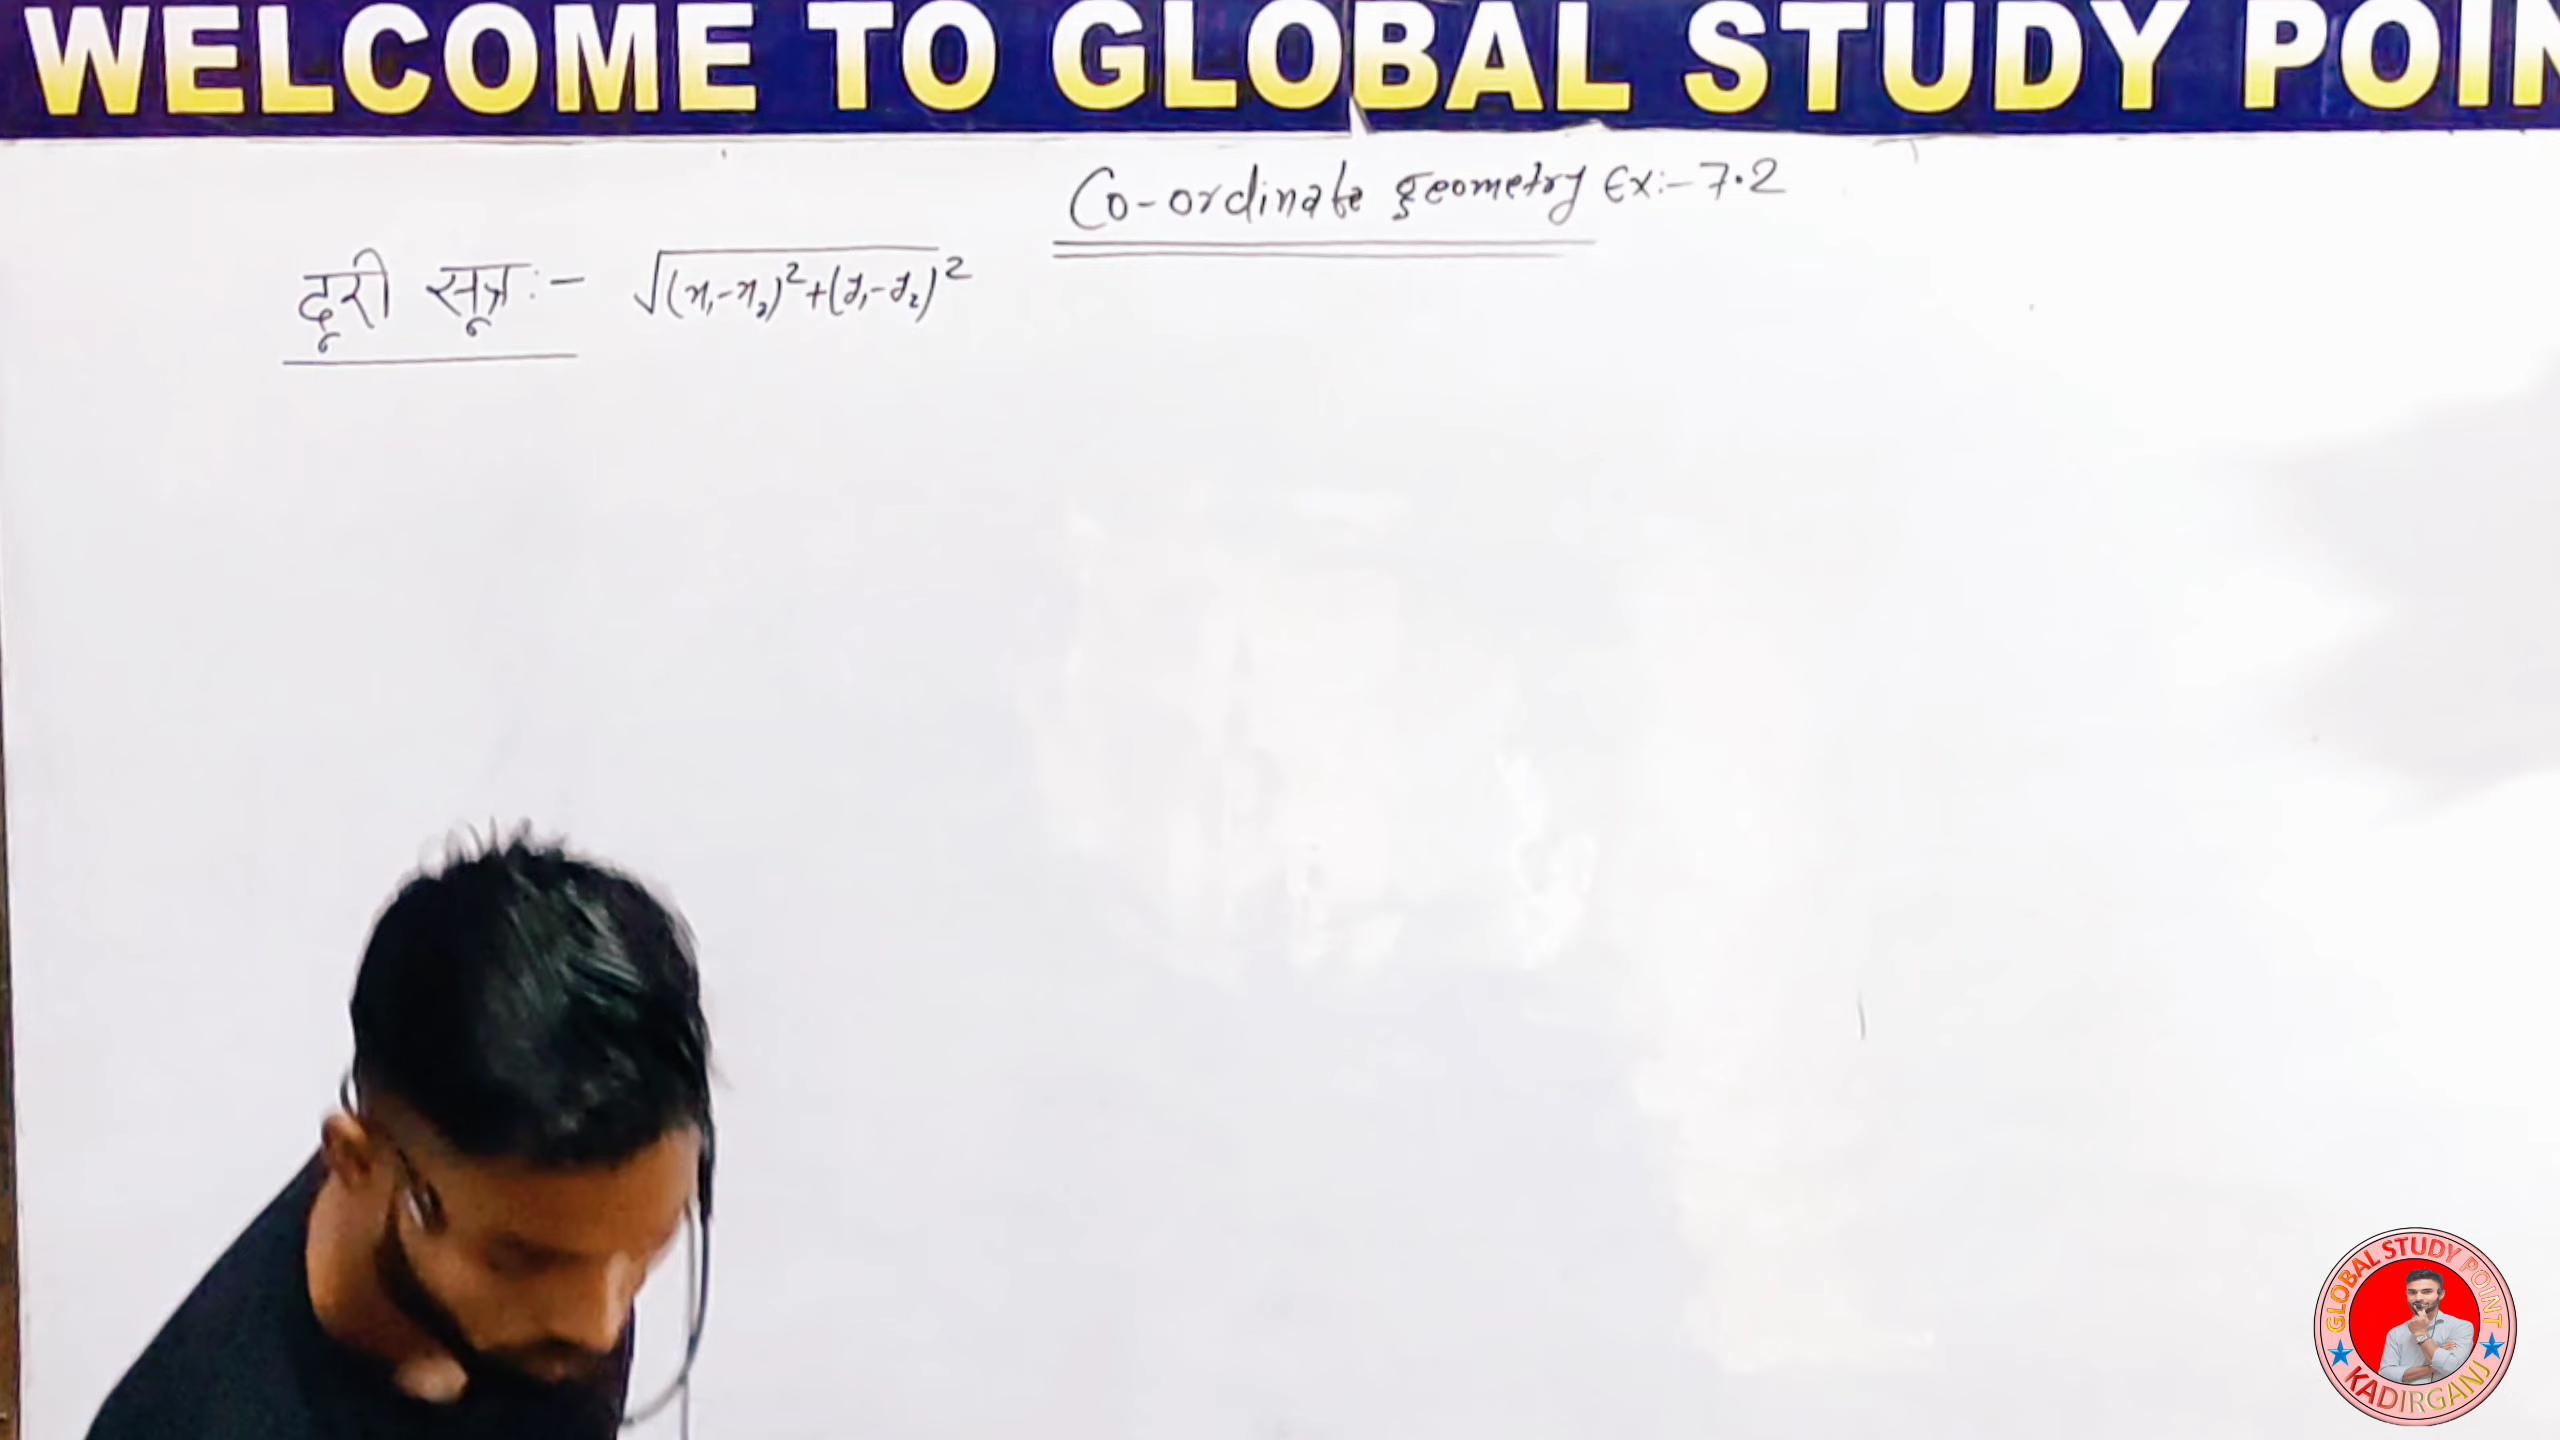 WELCOME TO GLOBAL STUDY POIN
Co-ordinate geometry Ex:- 7.2
दूरी सूत्र :- √(x₁-x₂)²+(y₁-y₂)²
GLOBAL STUDY POINT
KADIRGANJ